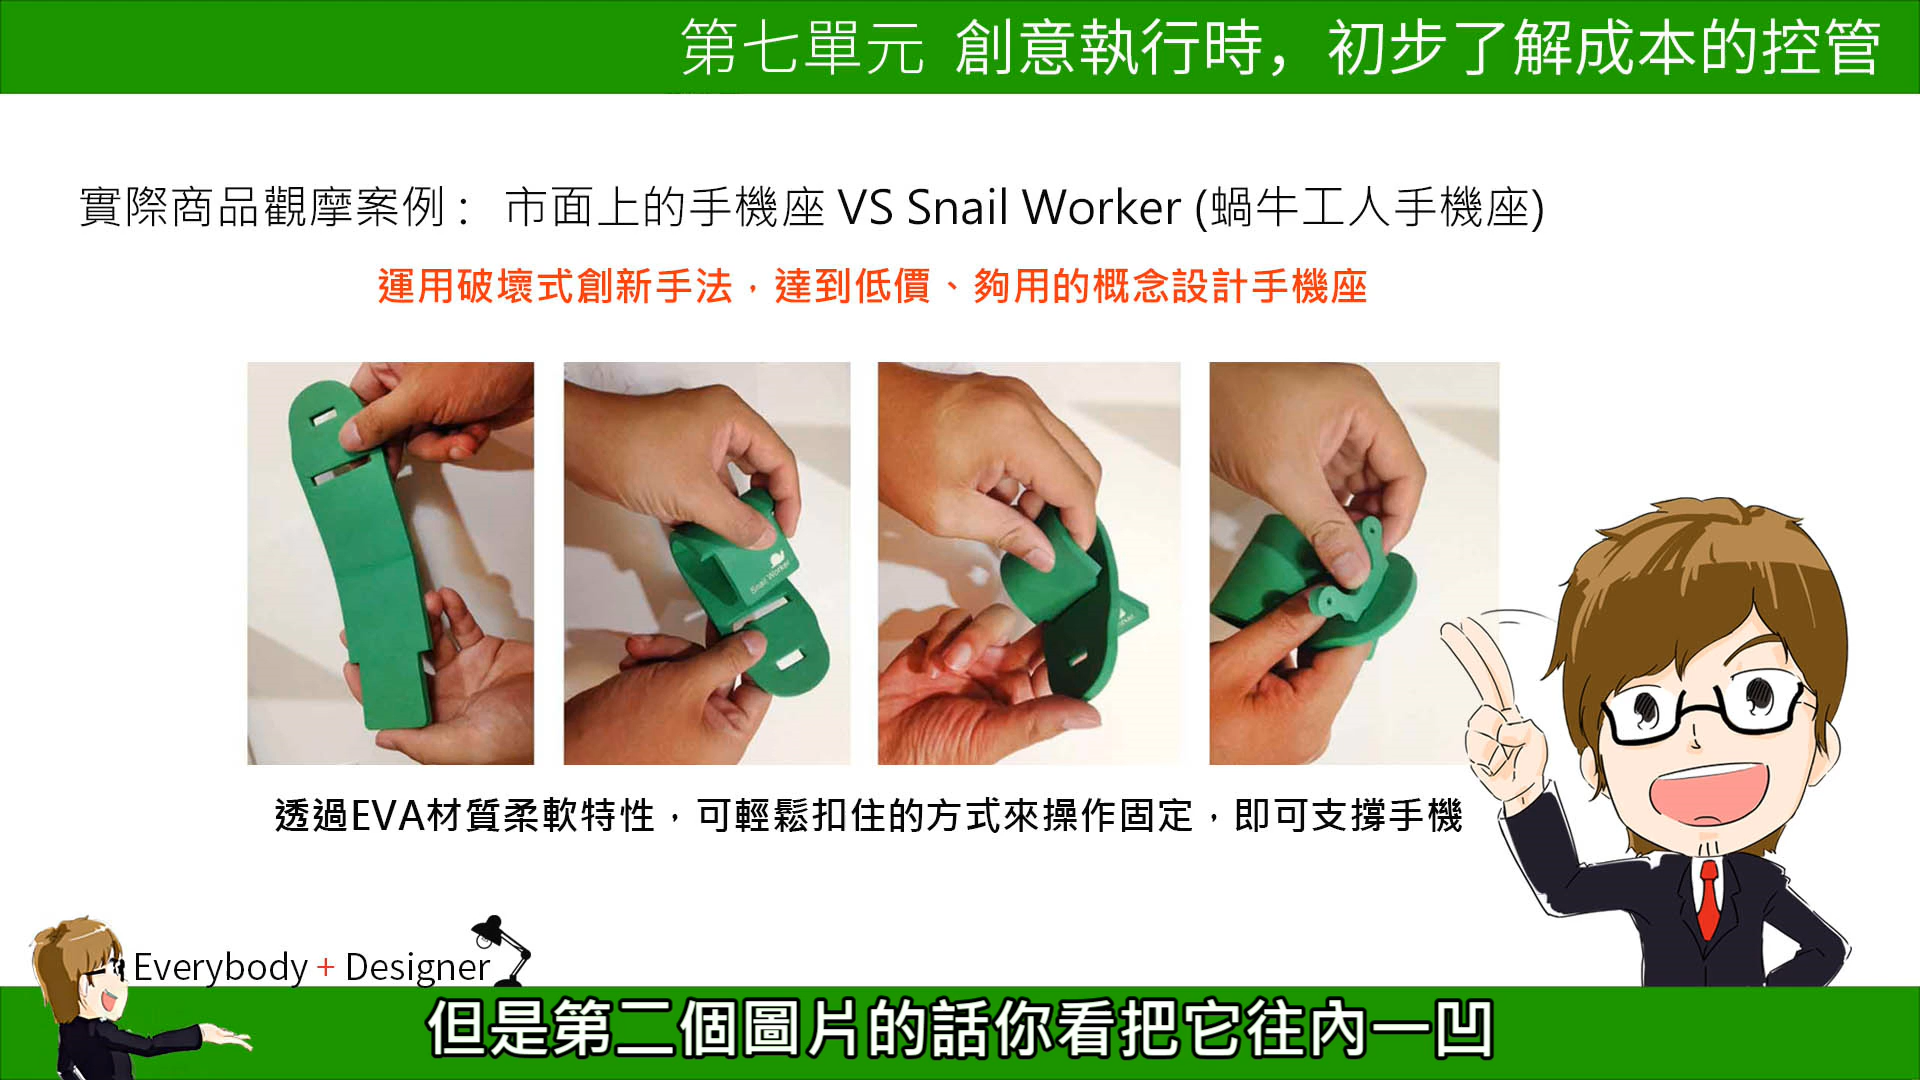 第七單元 創意執行時，初步了解成本的控管
實際商品觀摩案例： 市面上的手機座 VS Snail Worker (蝸牛工人手機座)
運用破壞式創新手法，達到低價、夠用的概念設計手機座
Snail Worker
透過EVA材質柔軟特性，可輕鬆扣住的方式來操作固定，即可支撐手機
Everybody + Designer
但是第二個圖片的話你看把它往內一凹